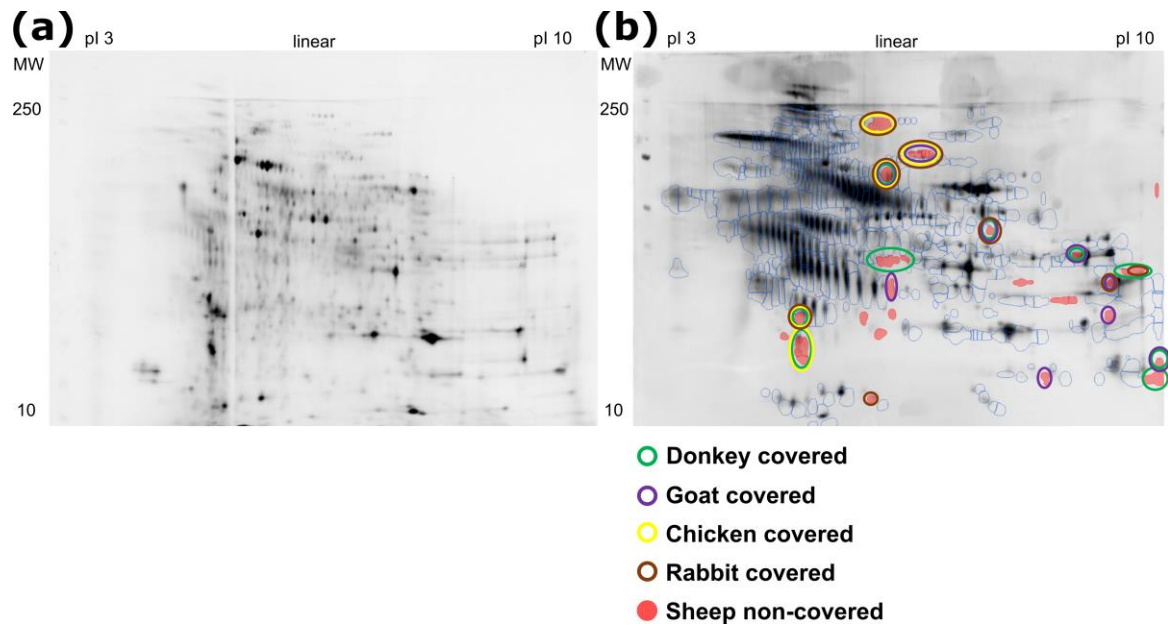 (a) pI 3 linear pI 10
MW
250
10
(b) pI 3 linear pI 10
MW
250
10
Donkey covered
Goat covered
Chicken covered
Rabbit covered
Sheep non-covered